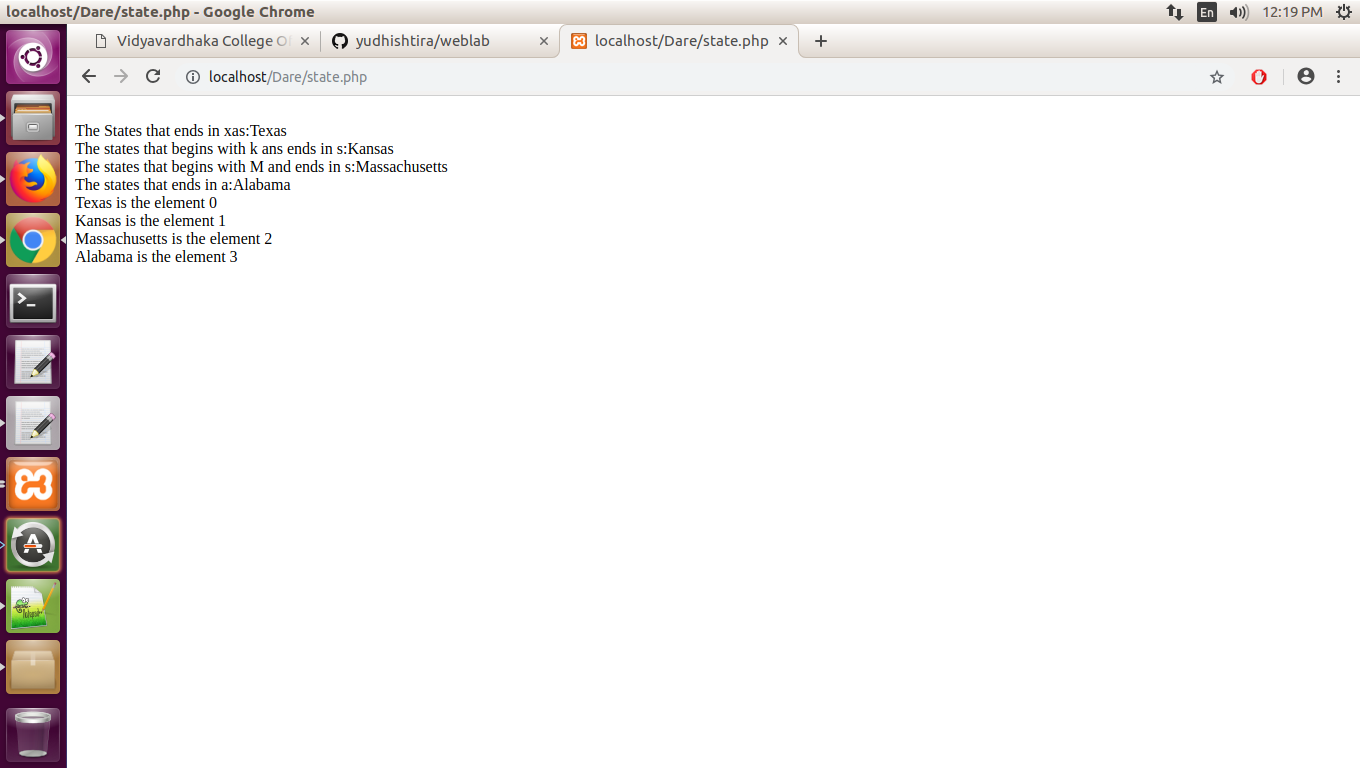 localhost/Dare/state.php - Google Chrome
En
12:19 PM
Vidyavardhaka College O
yudhishtira/weblab
localhost/Dare/state.php
localhost/Dare/state.php
The States that ends in xas:Texas
The states that begins with k ans ends in s:Kansas
The states that begins with M and ends in s:Massachusetts
The states that ends in a:Alabama
Texas is the element 0
Kansas is the element 1
Massachusetts is the element 2
Alabama is the element 3